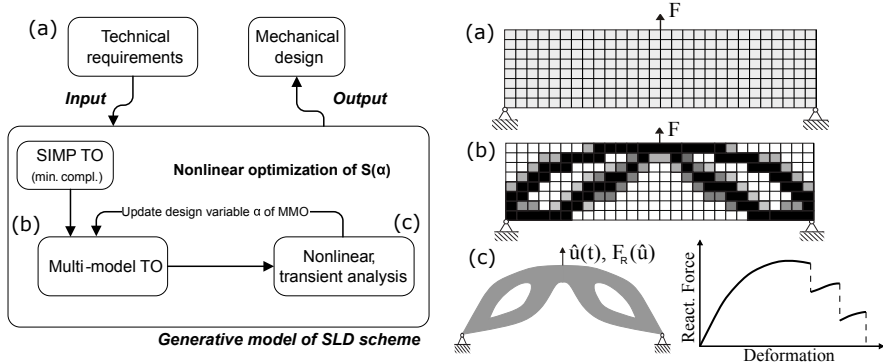 (a)
Technical
requirements
Mechanical
design
Input
Output
SIMP TO
(min. compl.)
Nonlinear optimization of S(α)
(b)
Update design variable α of MMO
(c)
Multi-model TO
Nonlinear,
transient analysis
Generative model of SLD scheme
(a)
F
(b)
F
(c)
û(t), F_R(û)
React. Force
Deformation